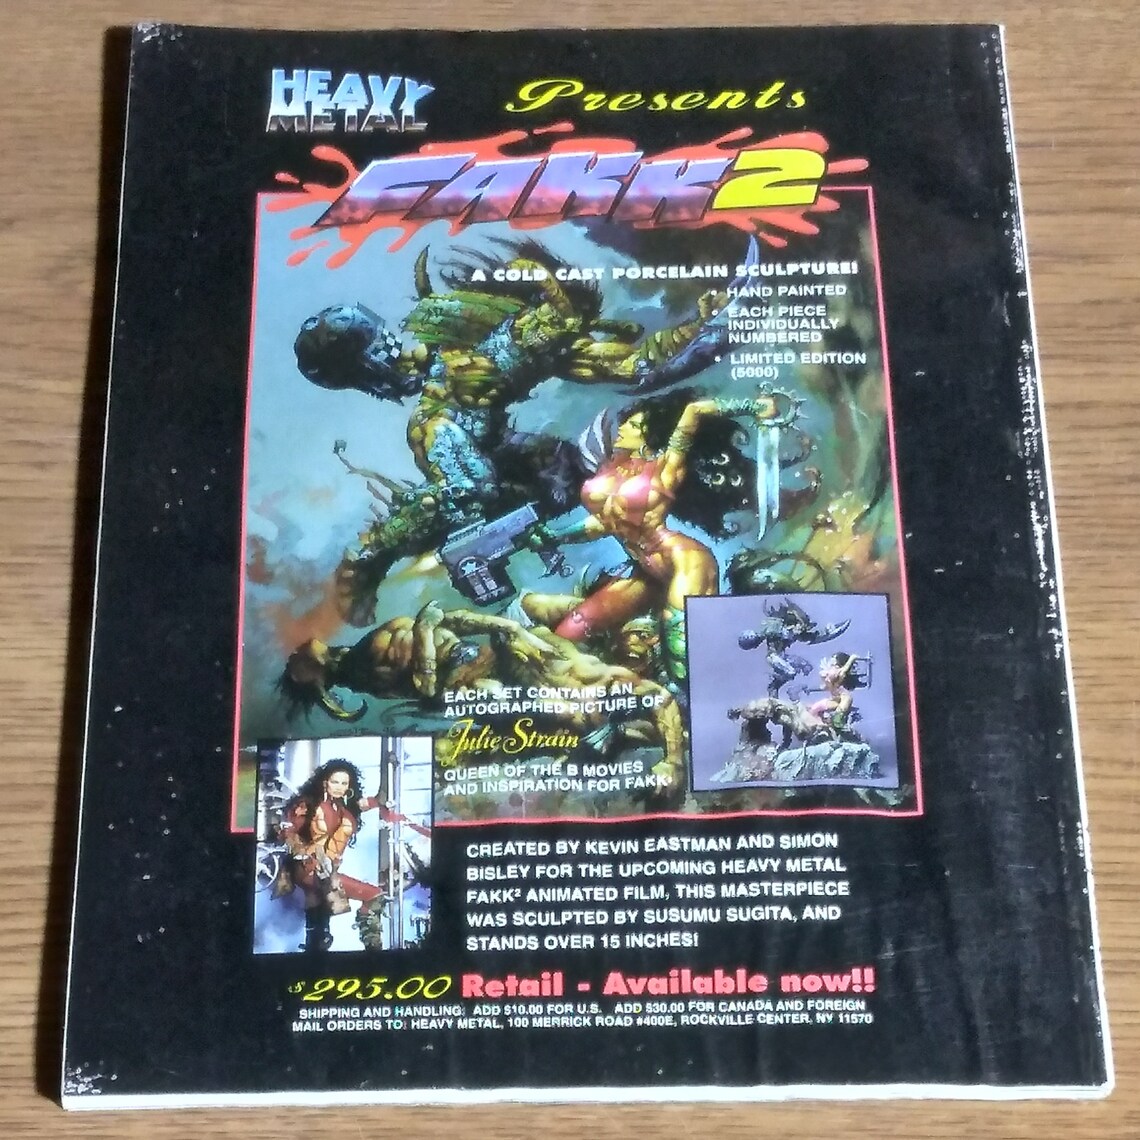 HEAVY METAL Presents
FAKK2
A COLD CAST PORCELAIN SCULPTURE!
• HAND PAINTED
• EACH PIECE
INDIVIDUALLY
NUMBERED
• LIMITED EDITION
(5000)
EACH SET CONTAINS AN
AUTOGRAPHED PICTURE OF
Julie Strain
QUEEN OF THE B MOVIES
AND INSPIRATION FOR FAKK²
CREATED BY KEVIN EASTMAN AND SIMON
BISLEY FOR THE UPCOMING HEAVY METAL
FAKK² ANIMATED FILM, THIS MASTERPIECE
WAS SCULPTED BY SUSUMU SUGITA, AND
STANDS OVER 15 INCHES!
$295.00 Retail - Available now!!
SHIPPING AND HANDLING: ADD $10.00 FOR U.S. ADD $30.00 FOR CANADA AND FOREIGN
MAIL ORDERS TO: HEAVY METAL, 100 MERRICK ROAD #400E, ROCKVILLE CENTER, NY 11570